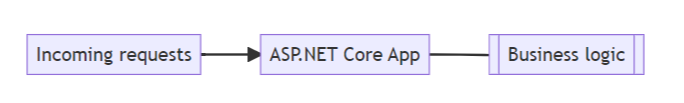 Incoming requests
ASP.NET Core App
Business logic